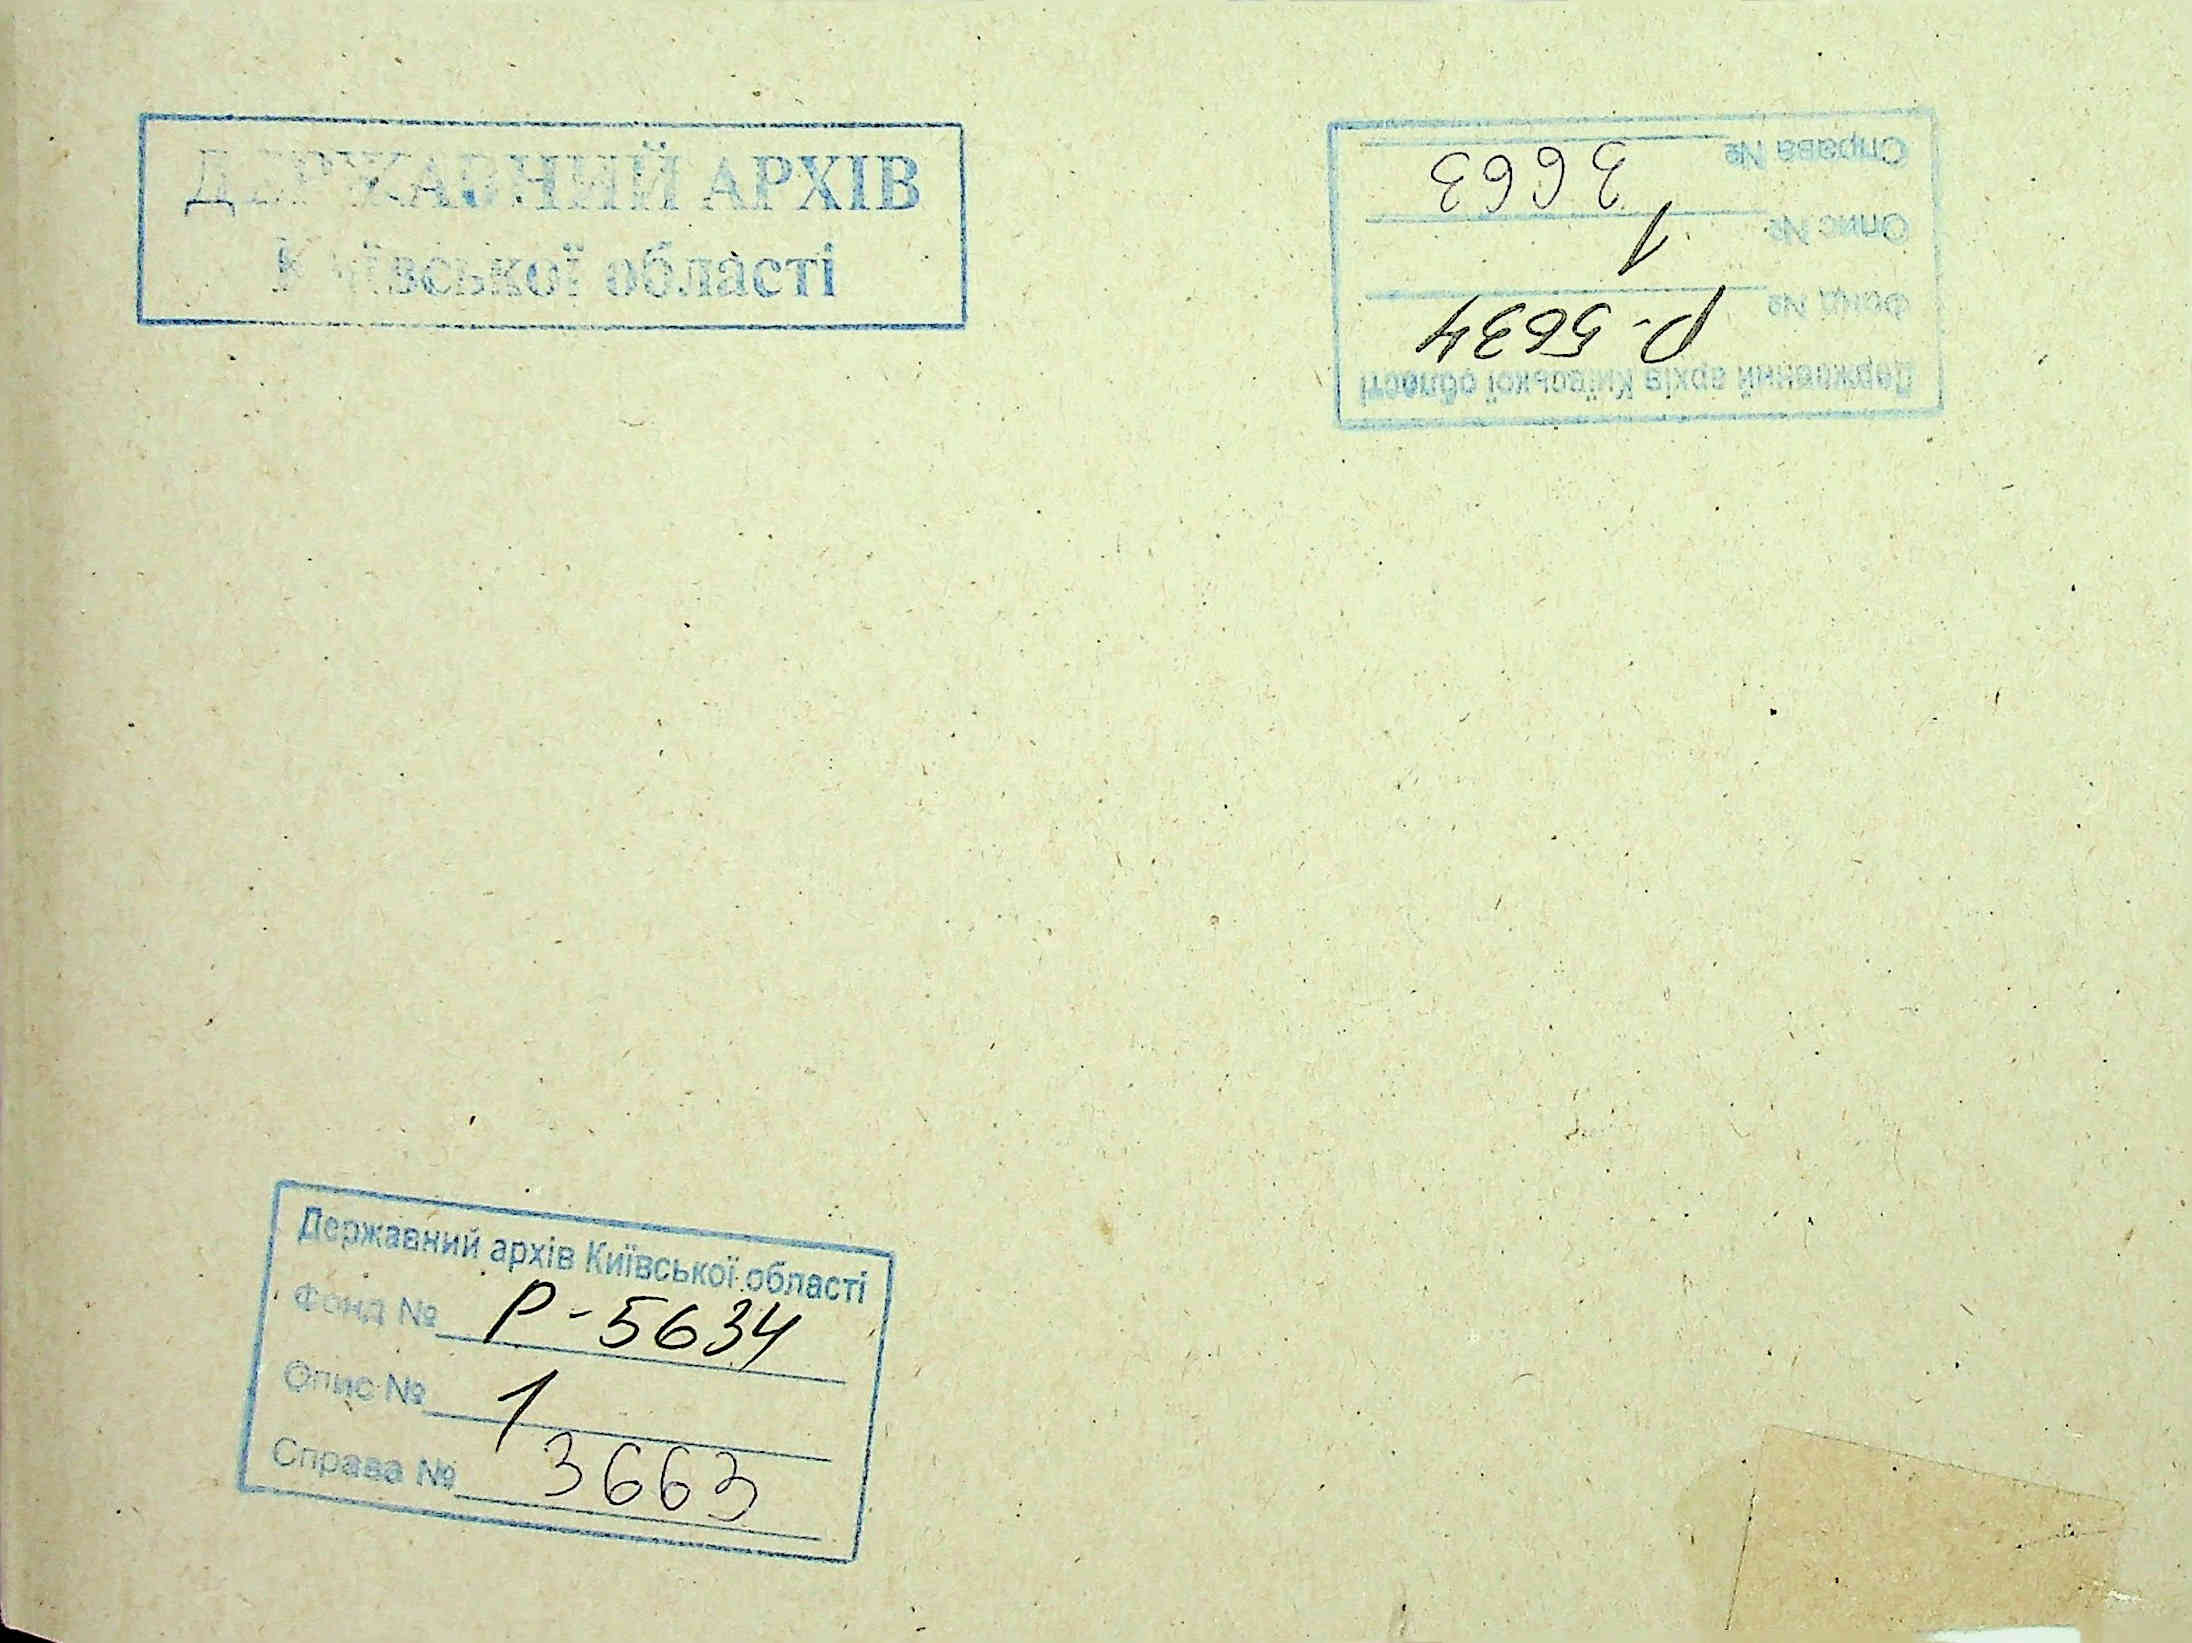 ДЕРЖАВНИЙ АРХІВ
Київської області
Державний архів Київської області
Фонд № Р-5634
Опис № 1
Справа № 3663
Державний архів Київської області
Фонд № Р-5634
Опис № 1
Справа № 3663